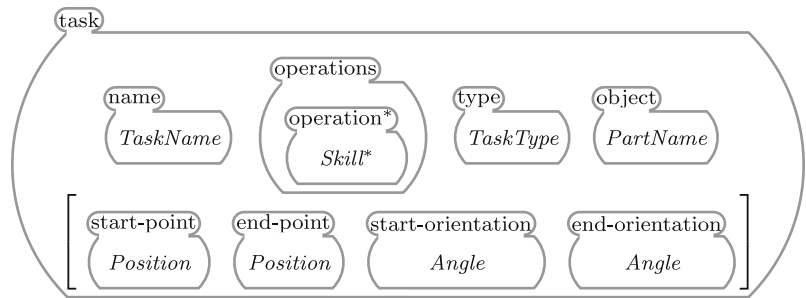 task
operations
name
operation*
type
object
TaskName
Skill*
TaskType
PartName
start-point end-point start-orientation end-orientation
Position Position Angle Angle